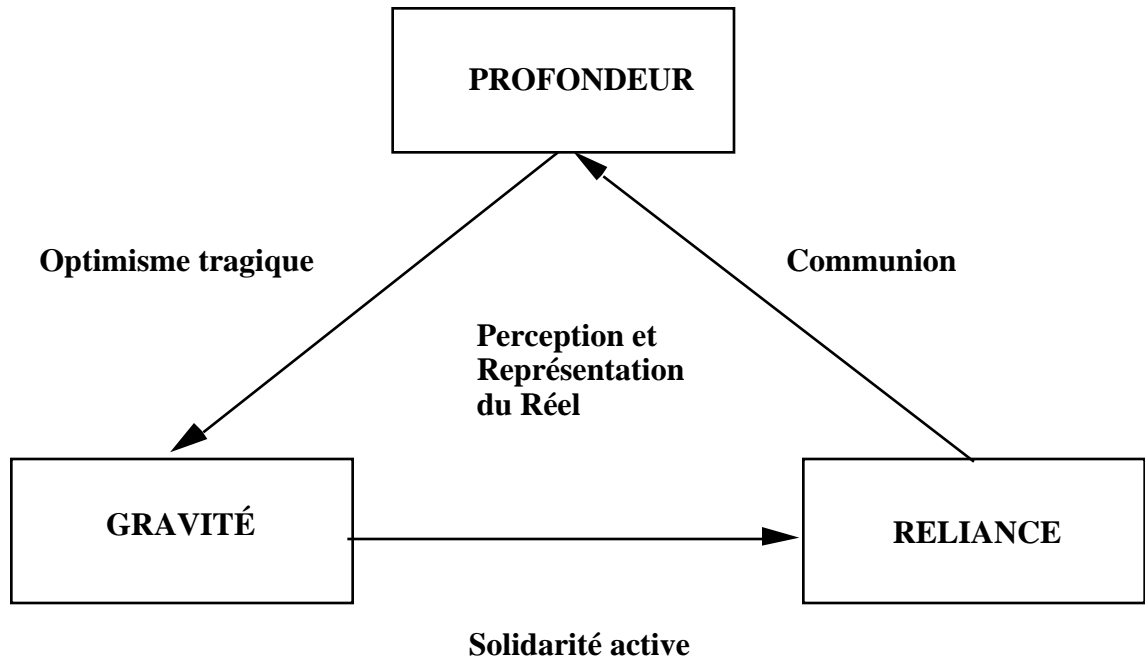 PROFONDEUR
Optimisme tragique
Communion
Perception et
Représentation
du Réel
GRAVITÉ
RELIANCE
Solidarité active